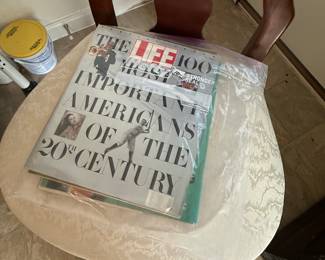 THE LIFE 100
MOST
IMPORTANT
AMERICANS
OF THE
20TH CENTURY